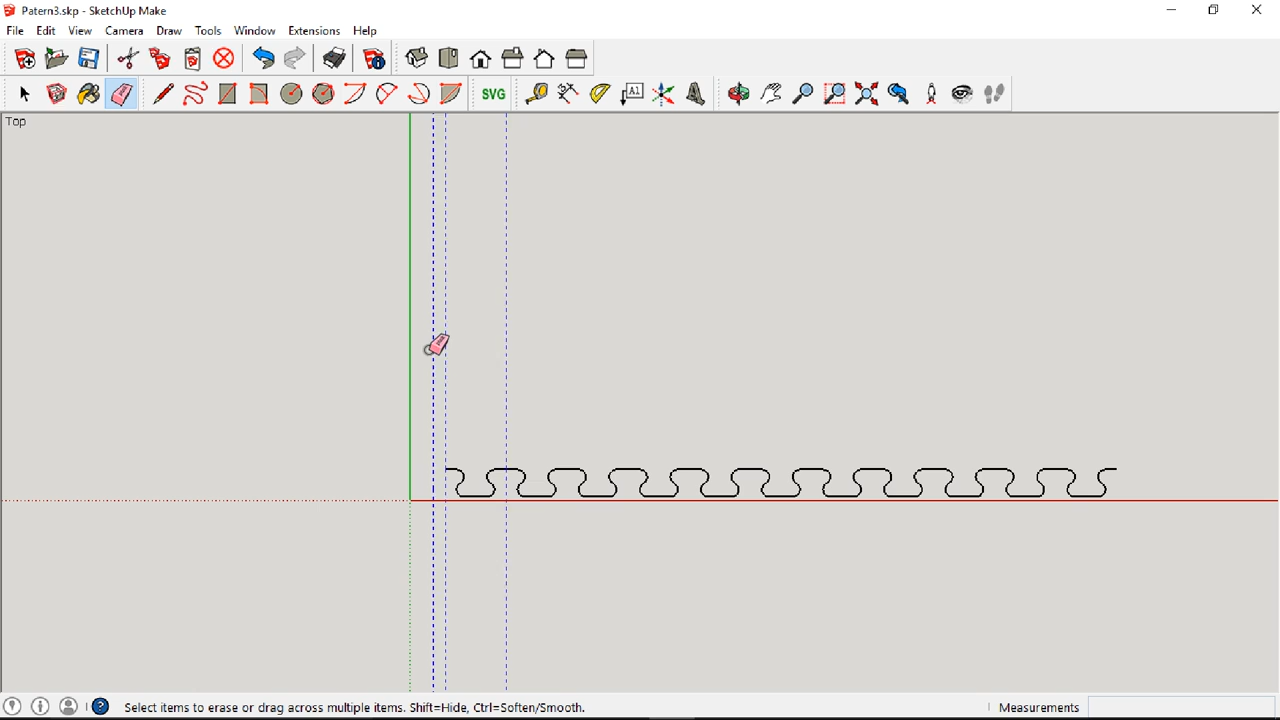 Patern3.skp - SketchUp Make
File Edit View Camera Draw Tools Window Extensions Help
SVG A1
Top
Select items to erase or drag across multiple items. Shift=Hide, Ctrl=Soften/Smooth. Measurements